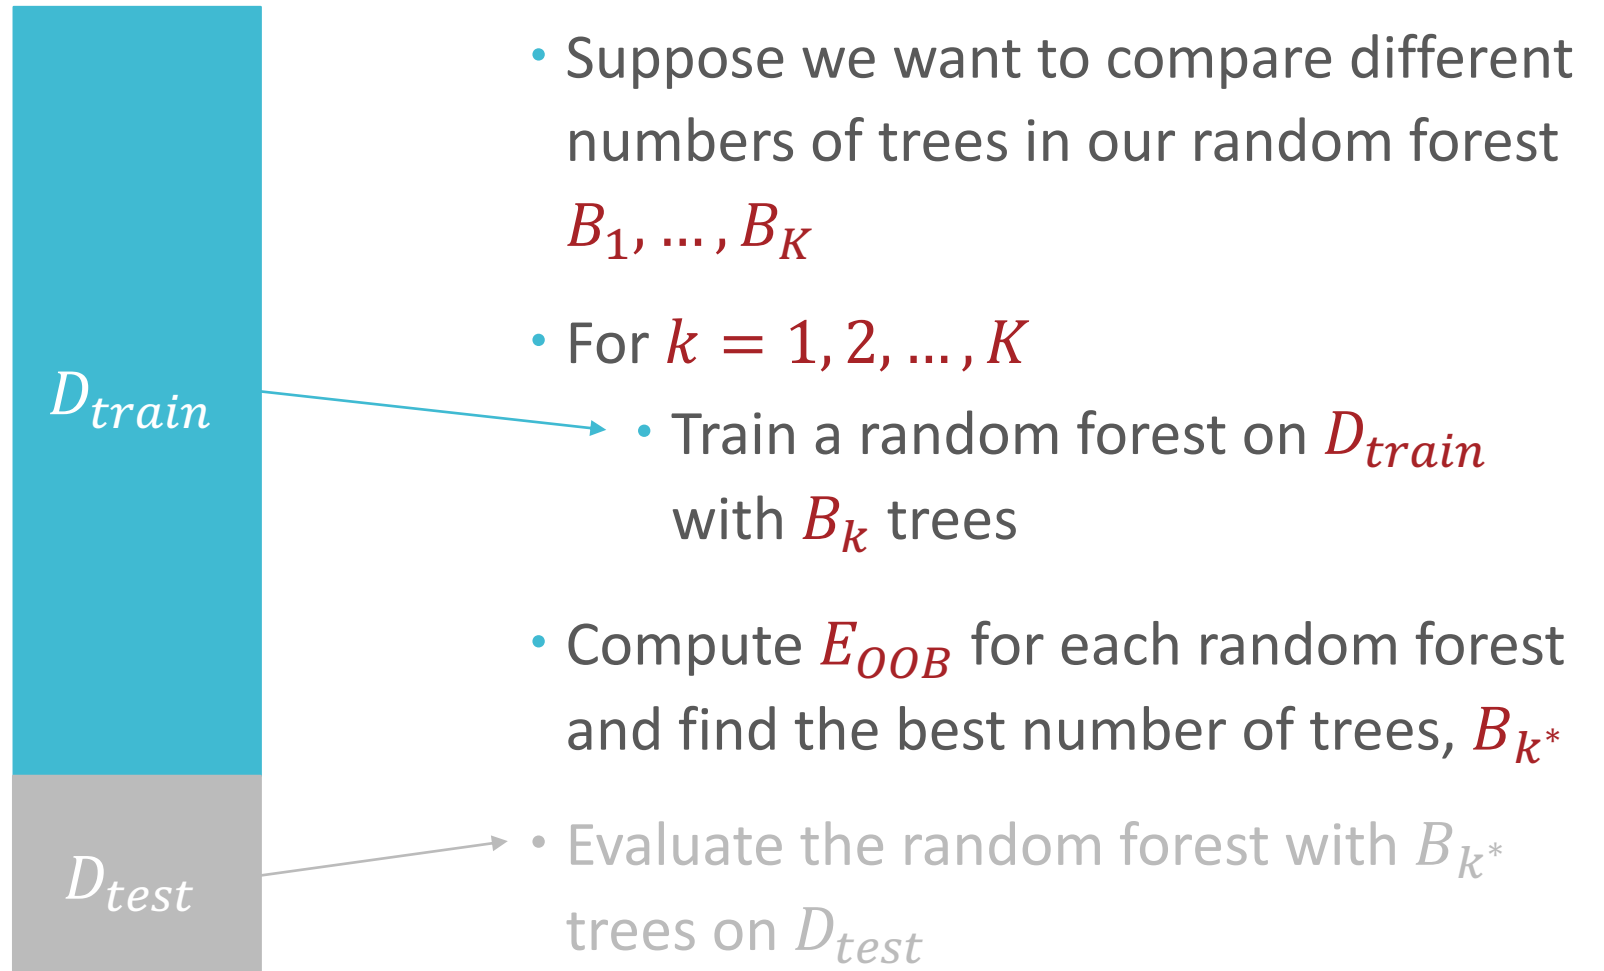 • Suppose we want to compare different
numbers of trees in our random forest
B₁, … , B_K
• For k = 1, 2, … , K
D_train
• Train a random forest on D_train
with B_k trees
• Compute E_OOB for each random forest
and find the best number of trees, B_k*
D_test
• Evaluate the random forest with B_k*
trees on D_test